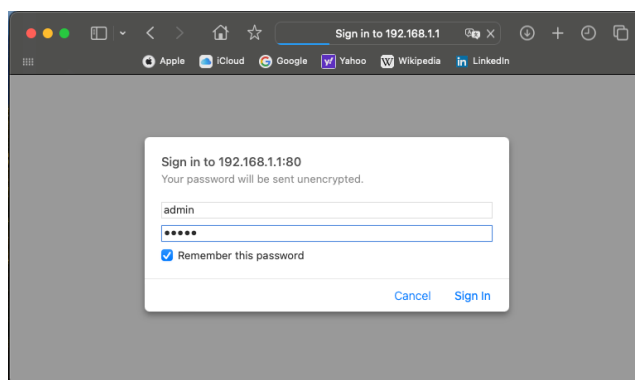 Sign in to 192.168.1.1
Apple iCloud Google Yahoo Wikipedia LinkedIn
Sign in to 192.168.1.1:80
Your password will be sent unencrypted.
admin
•••••
Remember this password
Cancel Sign In